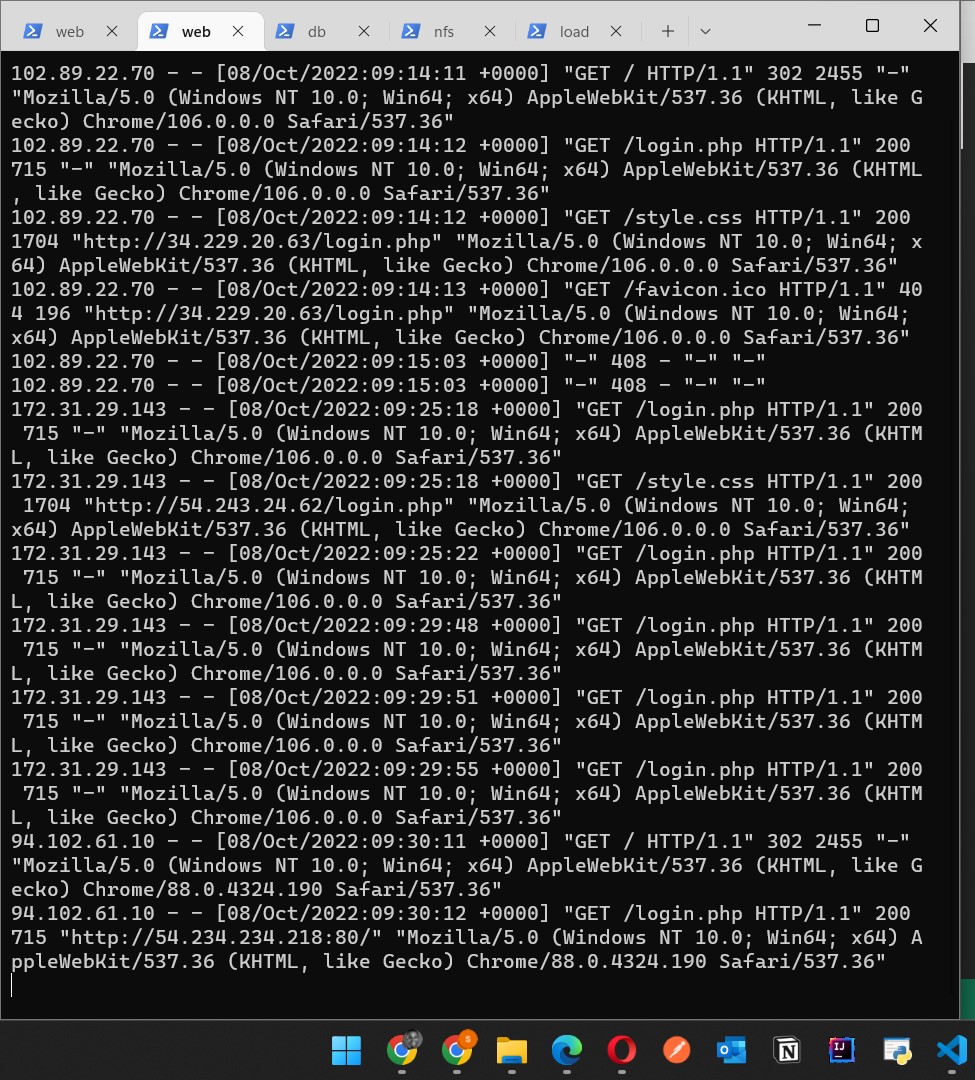 web web db nfs load
102.89.22.70 - - [08/Oct/2022:09:14:11 +0000] "GET / HTTP/1.1" 302 2455 "-"
"Mozilla/5.0 (Windows NT 10.0; Win64; x64) AppleWebKit/537.36 (KHTML, like G
ecko) Chrome/106.0.0.0 Safari/537.36"
102.89.22.70 - - [08/Oct/2022:09:14:12 +0000] "GET /login.php HTTP/1.1" 200
715 "-" "Mozilla/5.0 (Windows NT 10.0; Win64; x64) AppleWebKit/537.36 (KHTML
, like Gecko) Chrome/106.0.0.0 Safari/537.36"
102.89.22.70 - - [08/Oct/2022:09:14:12 +0000] "GET /style.css HTTP/1.1" 200
1704 "http://34.229.20.63/login.php" "Mozilla/5.0 (Windows NT 10.0; Win64; x
64) AppleWebKit/537.36 (KHTML, like Gecko) Chrome/106.0.0.0 Safari/537.36"
102.89.22.70 - - [08/Oct/2022:09:14:13 +0000] "GET /favicon.ico HTTP/1.1" 40
4 196 "http://34.229.20.63/login.php" "Mozilla/5.0 (Windows NT 10.0; Win64;
x64) AppleWebKit/537.36 (KHTML, like Gecko) Chrome/106.0.0.0 Safari/537.36"
102.89.22.70 - - [08/Oct/2022:09:15:03 +0000] "-" 408 - "-" "-"
102.89.22.70 - - [08/Oct/2022:09:15:03 +0000] "-" 408 - "-" "-"
172.31.29.143 - - [08/Oct/2022:09:25:18 +0000] "GET /login.php HTTP/1.1" 200
715 "-" "Mozilla/5.0 (Windows NT 10.0; Win64; x64) AppleWebKit/537.36 (KHTM
L, like Gecko) Chrome/106.0.0.0 Safari/537.36"
172.31.29.143 - - [08/Oct/2022:09:25:18 +0000] "GET /style.css HTTP/1.1" 200
1704 "http://54.243.24.62/login.php" "Mozilla/5.0 (Windows NT 10.0; Win64;
x64) AppleWebKit/537.36 (KHTML, like Gecko) Chrome/106.0.0.0 Safari/537.36"
172.31.29.143 - - [08/Oct/2022:09:25:22 +0000] "GET /login.php HTTP/1.1" 200
715 "-" "Mozilla/5.0 (Windows NT 10.0; Win64; x64) AppleWebKit/537.36 (KHTM
L, like Gecko) Chrome/106.0.0.0 Safari/537.36"
172.31.29.143 - - [08/Oct/2022:09:29:48 +0000] "GET /login.php HTTP/1.1" 200
715 "-" "Mozilla/5.0 (Windows NT 10.0; Win64; x64) AppleWebKit/537.36 (KHTM
L, like Gecko) Chrome/106.0.0.0 Safari/537.36"
172.31.29.143 - - [08/Oct/2022:09:29:51 +0000] "GET /login.php HTTP/1.1" 200
715 "-" "Mozilla/5.0 (Windows NT 10.0; Win64; x64) AppleWebKit/537.36 (KHTM
L, like Gecko) Chrome/106.0.0.0 Safari/537.36"
172.31.29.143 - - [08/Oct/2022:09:29:55 +0000] "GET /login.php HTTP/1.1" 200
715 "-" "Mozilla/5.0 (Windows NT 10.0; Win64; x64) AppleWebKit/537.36 (KHTM
L, like Gecko) Chrome/106.0.0.0 Safari/537.36"
94.102.61.10 - - [08/Oct/2022:09:30:11 +0000] "GET / HTTP/1.1" 302 2455 "-"
"Mozilla/5.0 (Windows NT 10.0; Win64; x64) AppleWebKit/537.36 (KHTML, like G
ecko) Chrome/88.0.4324.190 Safari/537.36"
94.102.61.10 - - [08/Oct/2022:09:30:12 +0000] "GET /login.php HTTP/1.1" 200
715 "http://54.234.234.218:80/" "Mozilla/5.0 (Windows NT 10.0; Win64; x64) A
ppleWebKit/537.36 (KHTML, like Gecko) Chrome/88.0.4324.190 Safari/537.36"